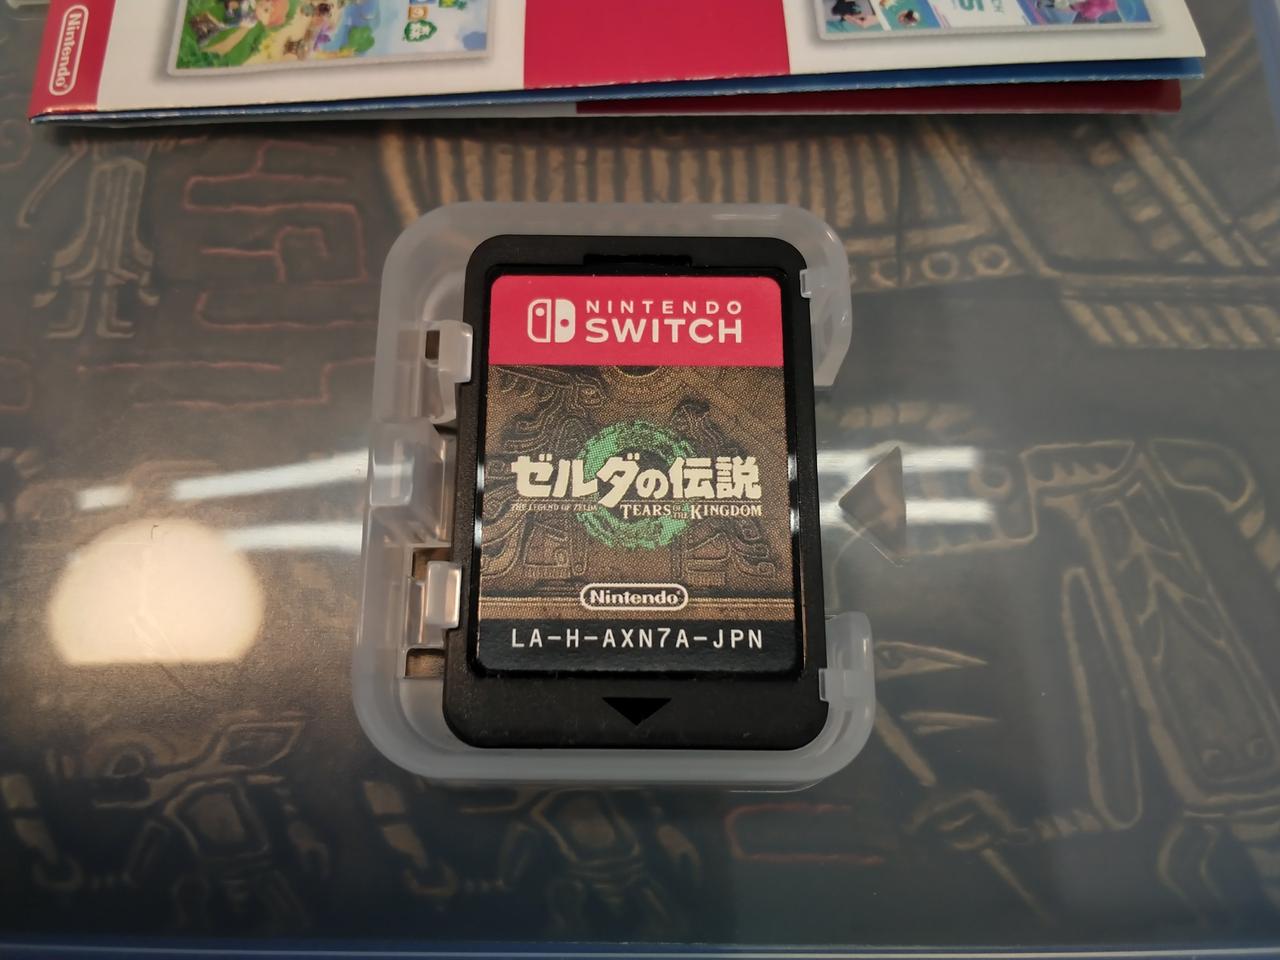 Nintendo
NINTENDO
SWITCH
ゼルダの伝説
THE LEGEND OF ZELDA
TEARS OF THE KINGDOM
Nintendo
LA-H-AXN7A-JPN